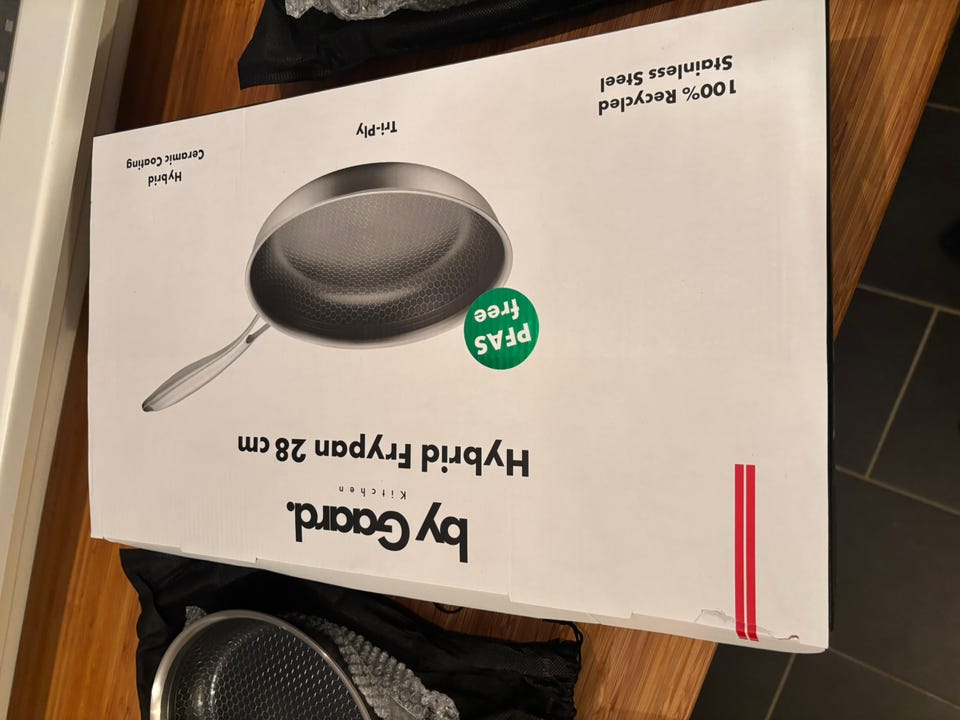 by Gaard.
Kitchen
Hybrid Frypan 28 cm
PFAS
free
Hybrid
Ceramic Coating
Tri-Ply
100% Recycled
Stainless Steel